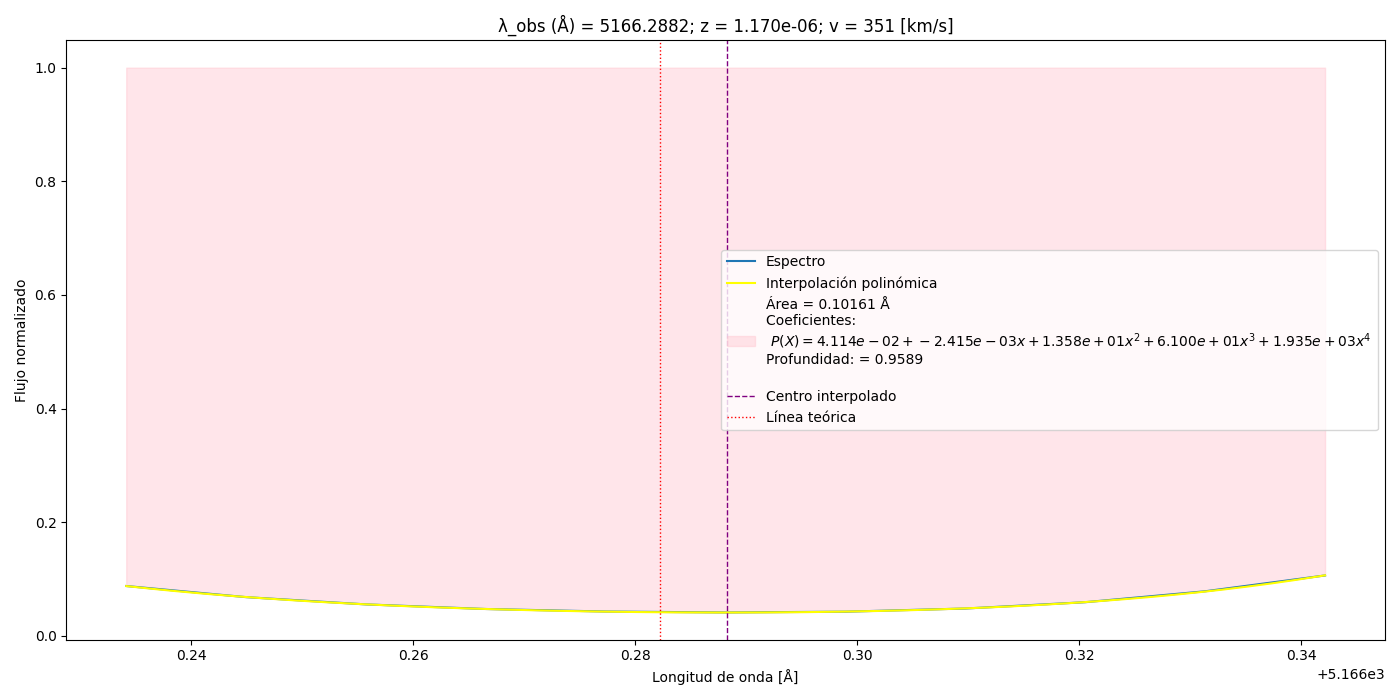 λ_obs (Å) = 5166.2882; z = 1.170e-06; v = 351 [km/s]
1.0
0.8
0.6
0.4
0.2
0.0
Flujo normalizado
Espectro
Interpolación polinómica
Área = 0.10161 Å
Coeficientes:
P(X) = 4.114e − 02 + −2.415e − 03x + 1.358e + 01x² + 6.100e + 01x³ + 1.935e + 03x⁴
Profundidad: = 0.9589
Centro interpolado
Línea teórica
0.24 0.26 0.28 0.30 0.32 0.34
+5.166e3
Longitud de onda [Å]